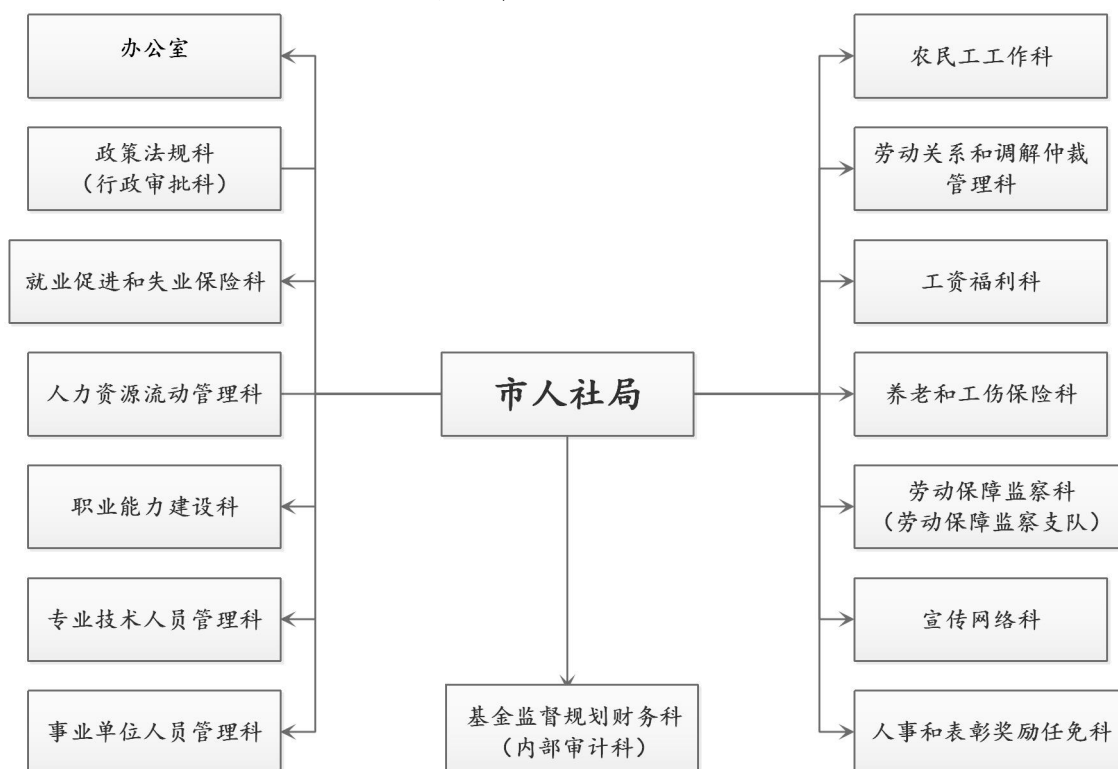 办公室
政策法规科
（行政审批科）
就业促进和失业保险科
人力资源流动管理科
职业能力建设科
专业技术人员管理科
事业单位人员管理科
市人社局
基金监督规划财务科
（内部审计科）
农民工工作科
劳动关系和调解仲裁
管理科
工资福利科
养老和工伤保险科
劳动保障监察科
（劳动保障监察支队）
宣传网络科
人事和表彰奖励任免科